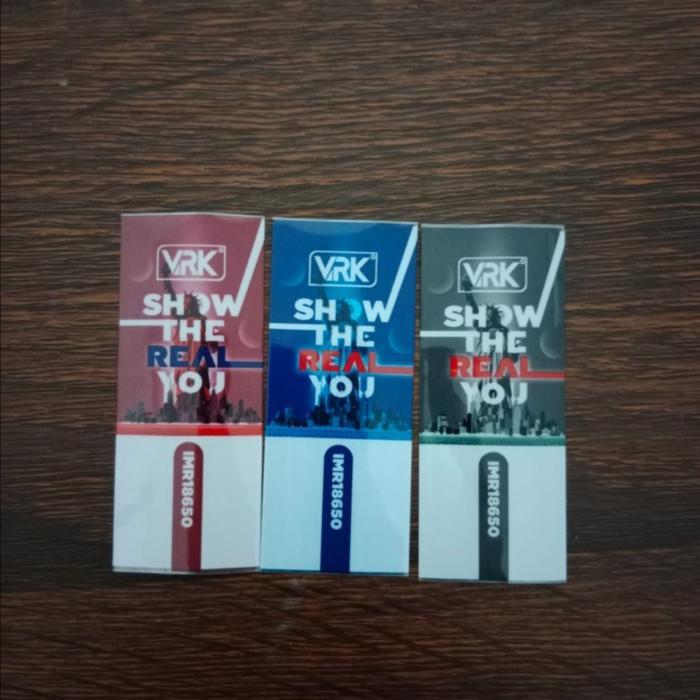 VRK
SHOW
THE
REAL
YOU
IMR18650
VRK
SHOW
THE
REAL
YOU
IMR18650
VRK
SHOW
THE
REAL
YOU
IMR18650